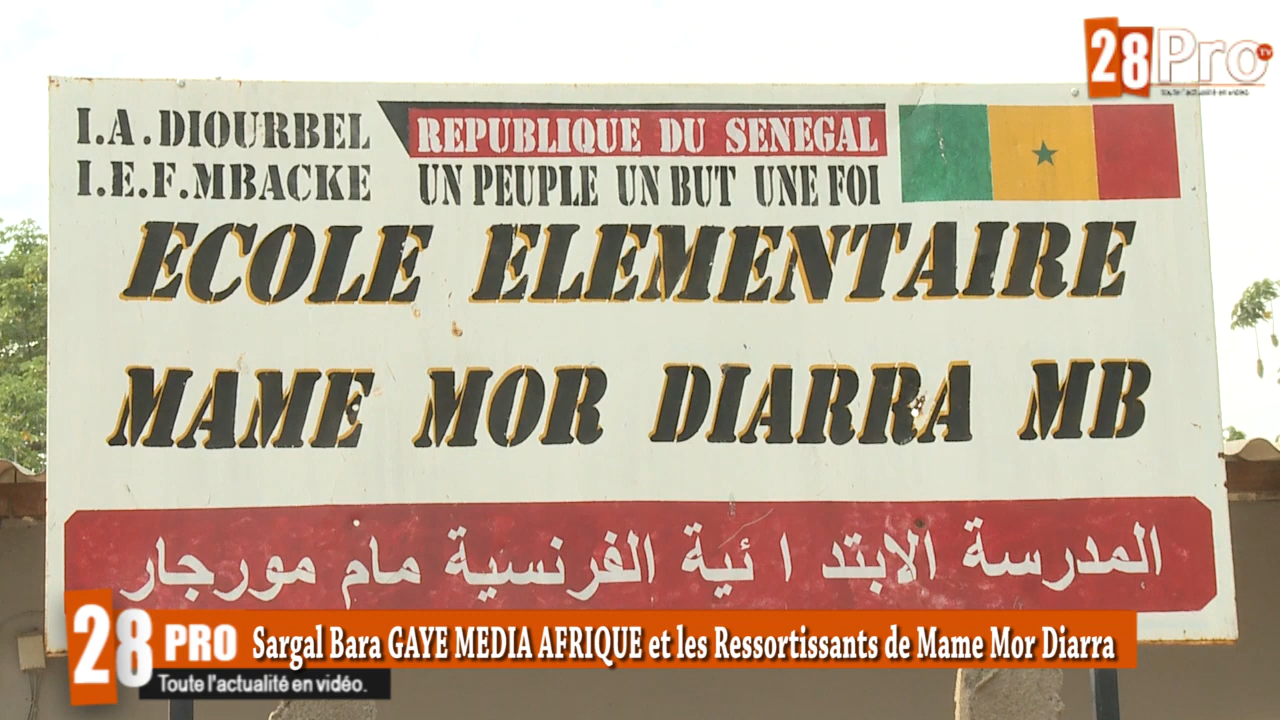 28Pro TV
Toute l'actualité en vidéo.
I.A.DIOURBEL
I.E.F.MBACKE
REPUBLIQUE DU SENEGAL
UN PEUPLE UN BUT UNE FOI
ECOLE ELEMENTAIRE
MAME MOR DIARRA MB
المدرسة الابتد ا ئية الفرنسية مام مورجار
28 PRO
Sargal Bara GAYE MEDIA AFRIQUE et les Ressortissants de Mame Mor Diarra
Toute l'actualité en vidéo.